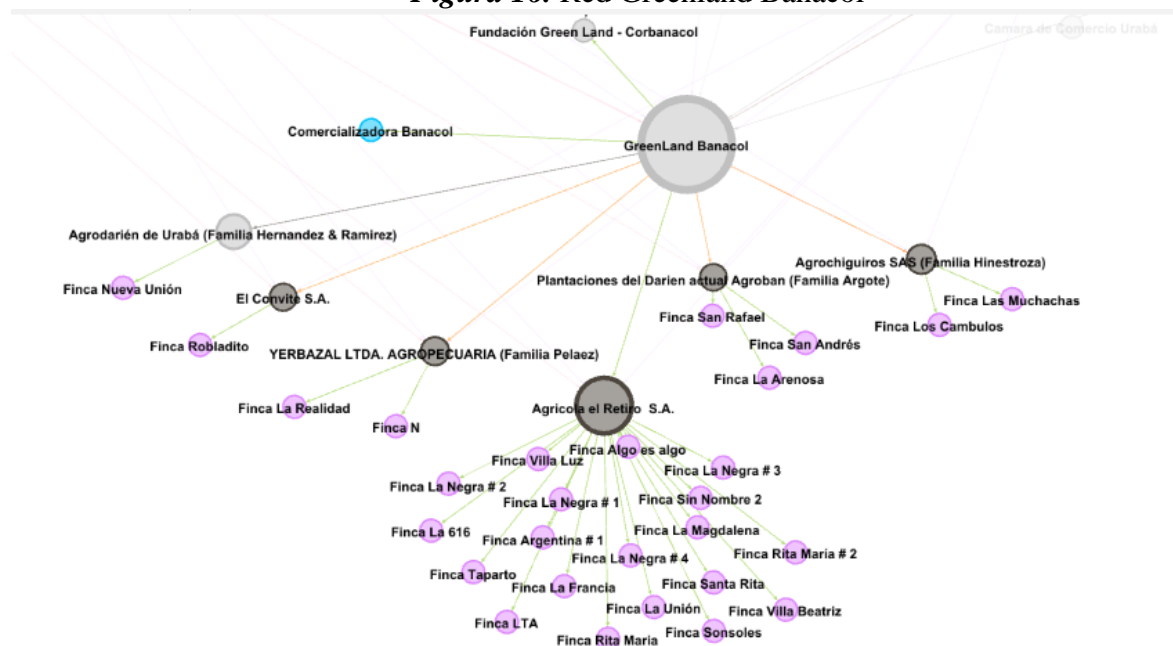 Figura 10. Red Greenland Banacol
Fundación Green Land - Corbanacol
Camara de Comercio Urabá
Comercializadora Banacol
GreenLand Banacol
Agrodarién de Urabá (Familia Hernandez & Ramirez)
Agrochiguiros SAS (Familia Hinestroza)
Plantaciones del Darien actual Agroban (Familia Argote)
Finca Nueva Unión
El Convite S.A.
Finca Las Muchachas
Finca San Rafael
Finca Los Cambulos
Finca Robladito
Finca San Andrés
YERBAZAL LTDA. AGROPECUARIA (Familia Pelaez)
Finca La Arenosa
Finca La Realidad
Agricola el Retiro S.A.
Finca N
Finca Algo es algo
Finca Villa Luz
Finca La Negra # 3
Finca La Negra # 2
Finca La Negra # 1
Finca Sin Nombre 2
Finca La 616
Finca La Magdalena
Finca Argentina # 1
Finca Rita Maria # 2
Finca La Negra # 4
Finca Taparto
Finca La Francia
Finca Santa Rita
Finca La Unión
Finca Villa Beatriz
Finca LTA
Finca Rita Maria
Finca Sonsoles